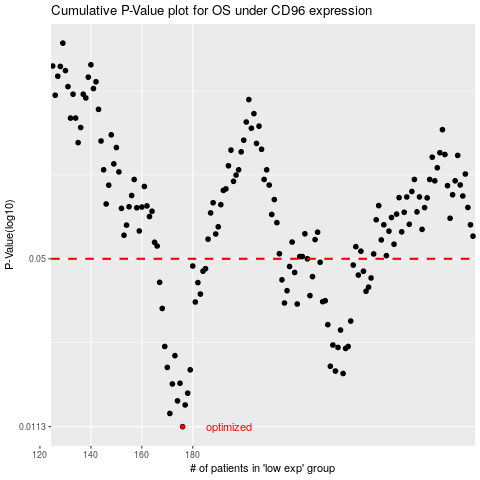 Cumulative P-Value plot for OS under CD96 expression
P-Value(log10)
0.05
0.0113
optimized
120 140 160 180
# of patients in 'low exp' group